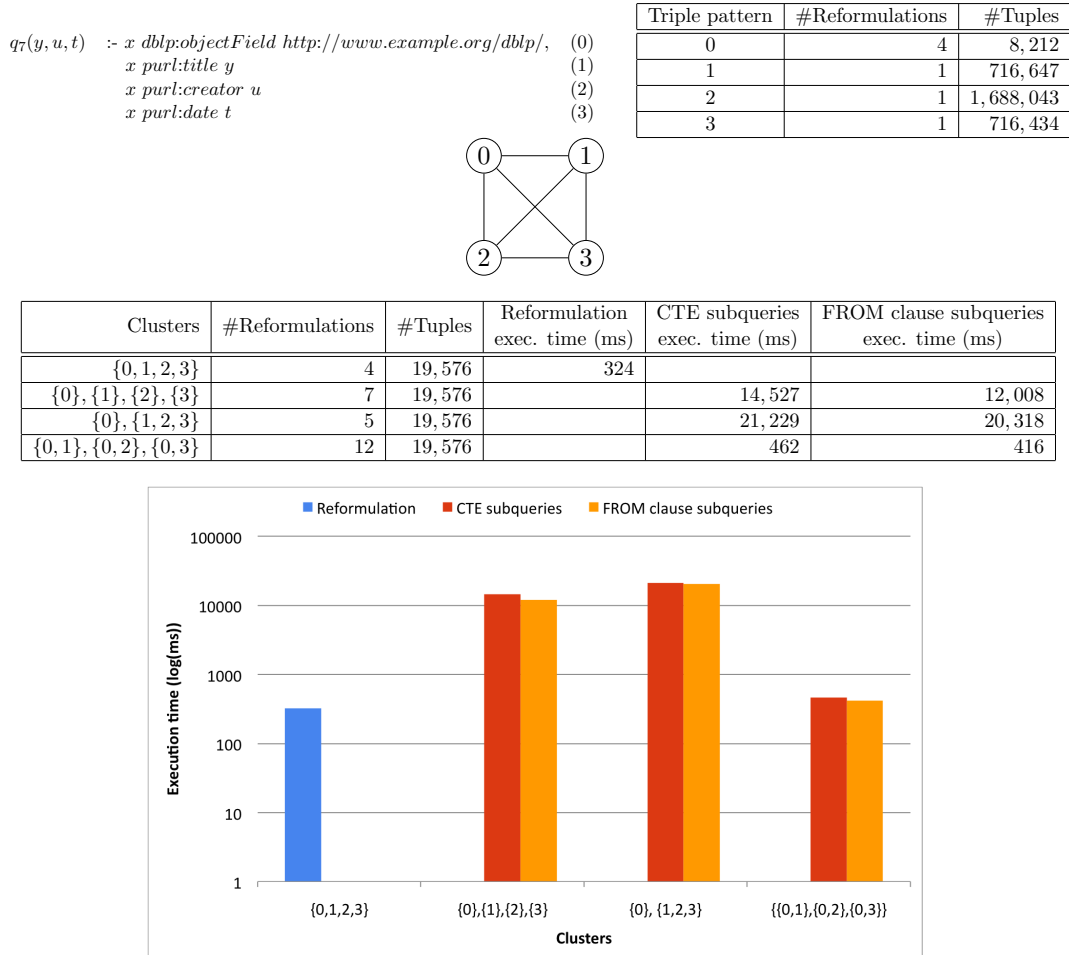 q7(y, u, t) :- x dblp:objectField http://www.example.org/dblp/, (0)
x purl:title y (1)
x purl:creator u (2)
x purl:date t (3)
Triple pattern #Reformulations #Tuples
0 4 8,212
1 1 716,647
2 1 1,688,043
3 1 716,434
0 1
2 3
Clusters #Reformulations #Tuples Reformulation exec. time (ms) CTE subqueries exec. time (ms) FROM clause subqueries exec. time (ms)
{0, 1, 2, 3} 4 19,576 324
{0}, {1}, {2}, {3} 7 19,576 14,527 12,008
{0}, {1, 2, 3} 5 19,576 21,229 20,318
{0, 1}, {0, 2}, {0, 3} 12 19,576 462 416
Reformulation CTE subqueries FROM clause subqueries
Execution time (log(ms))
100000
10000
1000
100
10
1
{0,1,2,3} {0},{1},{2},{3} {0}, {1,2,3} {{0,1},{0,2},{0,3}}
Clusters